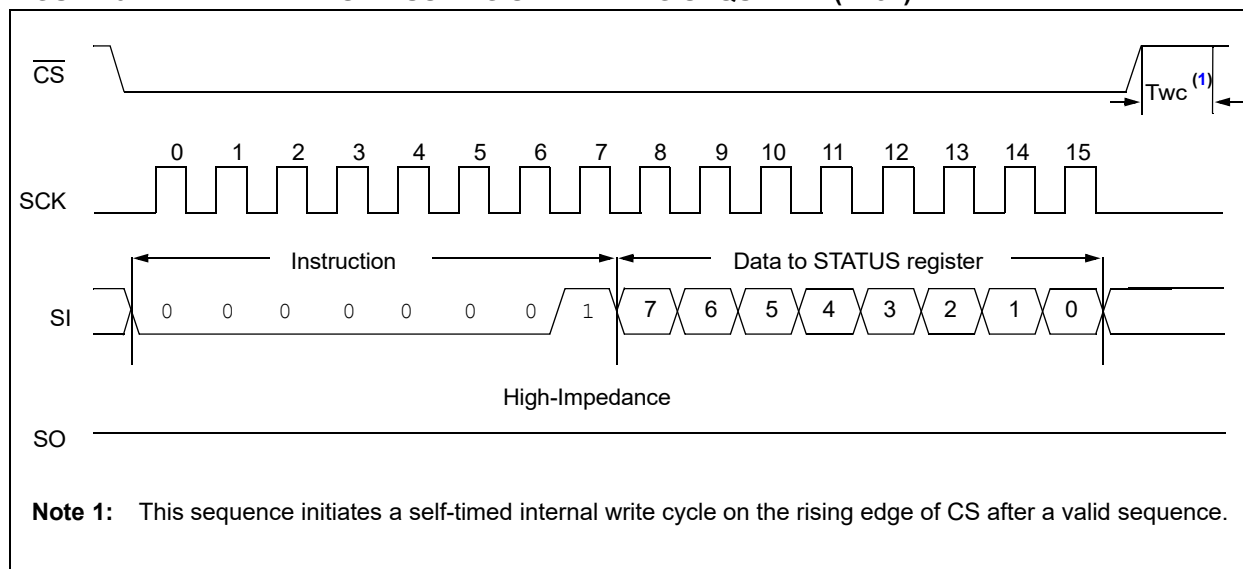 CS
Twc (1)
0 1 2 3 4 5 6 7 8 9 10 11 12 13 14 15
SCK
Instruction Data to STATUS register
SI 0 0 0 0 0 0 0 1 7 6 5 4 3 2 1 0
High-Impedance
SO
Note 1: This sequence initiates a self-timed internal write cycle on the rising edge of CS after a valid sequence.